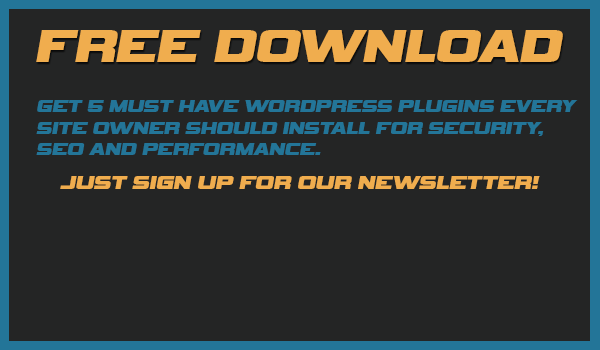 FREE DOWNLOAD
GET 5 MUST HAVE WORDPRESS PLUGINS EVERY
SITE OWNER SHOULD INSTALL FOR SECURITY,
SEO AND PERFORMANCE.
JUST SIGN UP FOR OUR NEWSLETTER!